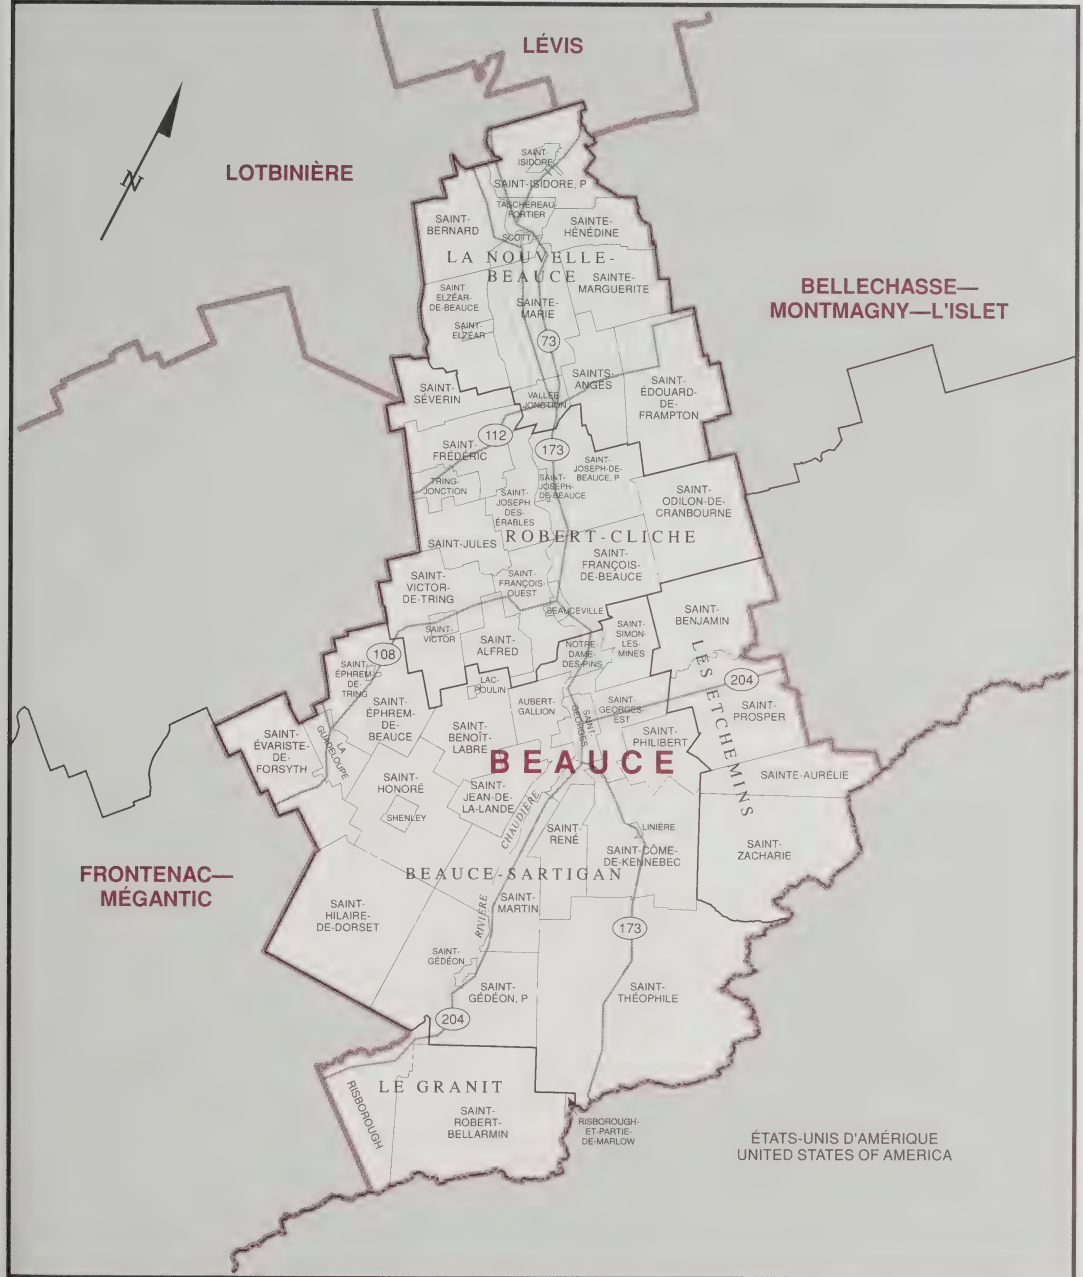 LÉVIS
LOTBINIÈRE
N
SAINT-
ISIDORE
SAINT-ISIDORE, P
TASCHEREAU-
FORTIER
SAINT-
BERNARD
SAINTE-
HÉNÉDINE
SCOTT
LA NOUVELLE-
BEAUCE
SAINTE-
MARGUERITE
SAINT
ELZÉAR-
DE-BEAUCE
SAINTE-
MARIE
SAINT-
ELZÉAR
BELLECHASSE—
MONTMAGNY—L'ISLET
73
SAINTS-
ANGES
SAINT-
ÉDOUARD-
DE-
FRAMPTON
SAINT-
SÉVERIN
VALLÉE
JONCTION
112
173
SAINT-
FRÉDÉRIC
SAINT-
JOSEPH-DE-
BEAUCE, P
TRING-
JONCTION
SAINT-
JOSEPH-
DE-BEAUCE
SAINT-
JOSEPH
DES-
ÉRABLES
SAINT-
ODILON-DE-
CRANBOURNE
SAINT-JULES
ROBERT-CLICHE
SAINT-
FRANÇOIS-
DE-BEAUCE
SAINT-
VICTOR-
DE-TRING
SAINT-
FRANÇOIS-
OUEST
BEAUCEVILLE
SAINT-
BENJAMIN
SAINT-
VICTOR
SAINT-
ALFRED
SAINT-
SIMON-
LES-
MINES
NOTRE-
DAME-
DES-PINS
LES ETCHEMINS
108
SAINT-
ÉPHREM-
DE-
TRING
LAC-
POULIN
204
SAINT-
ÉPHREM-
DE-
BEAUCE
AUBERT-
GALLION
SAINT-
GEORGES
SAINT
GEORGES-
EST
SAINT-
PROSPER
SAINT-
ÉVARISTE-
DE-
FORSYTH
LA
GUADELOUPE
SAINT-
BENOÎT-
LABRE
SAINT-
PHILIBERT
BEAUCE
SAINTE-AURÉLIE
SAINT-
HONORÉ
SAINT-
JEAN-DE-
LA-LANDE
SHENLEY
RIVIÈRE CHAUDIÈRE
SAINT-
RENÉ
LINIÈRE
SAINT-CÔME-
DE-KENNEBEC
SAINT-
ZACHARIE
FRONTENAC—
MÉGANTIC
BEAUCE-SARTIGAN
SAINT-
MARTIN
SAINT-
HILAIRE-
DE-DORSET
173
SAINT-
GÉDÉON
SAINT-
GÉDÉON, P
SAINT-
THÉOPHILE
204
LE GRANIT
RISBOROUGH
SAINT-
ROBERT-
BELLARMIN
RISBOROUGH-
ET-PARTIE-
DE-MARLOW
ÉTATS-UNIS D'AMÉRIQUE
UNITED STATES OF AMERICA